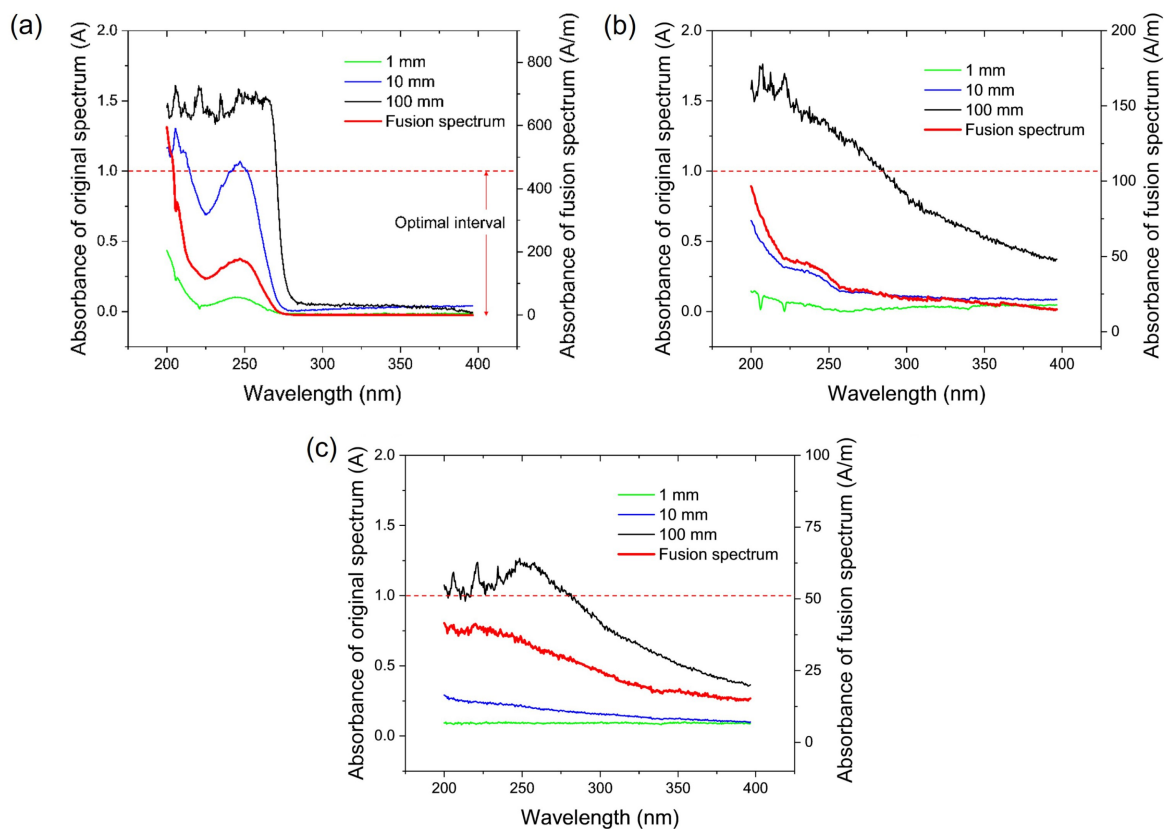 (a)
Absorbance of original spectrum (A)
2.0
1.5
1.0
0.5
0.0
1 mm
10 mm
100 mm
Fusion spectrum
Optimal interval
800
600
400
200
0
Absorbance of fusion spectrum (A/m)
200
250
300
350
400
Wavelength (nm)
(b)
Absorbance of original spectrum (A)
2.0
1.5
1.0
0.5
0.0
1 mm
10 mm
100 mm
Fusion spectrum
200
150
100
50
0
Absorbance of fusion spectrum (A/m)
200
250
300
350
400
Wavelength (nm)
(c)
Absorbance of original spectrum (A)
2.0
1.5
1.0
0.5
0.0
1 mm
10 mm
100 mm
Fusion spectrum
100
75
50
25
0
Absorbance of fusion spectrum (A/m)
200
250
300
350
400
Wavelength (nm)